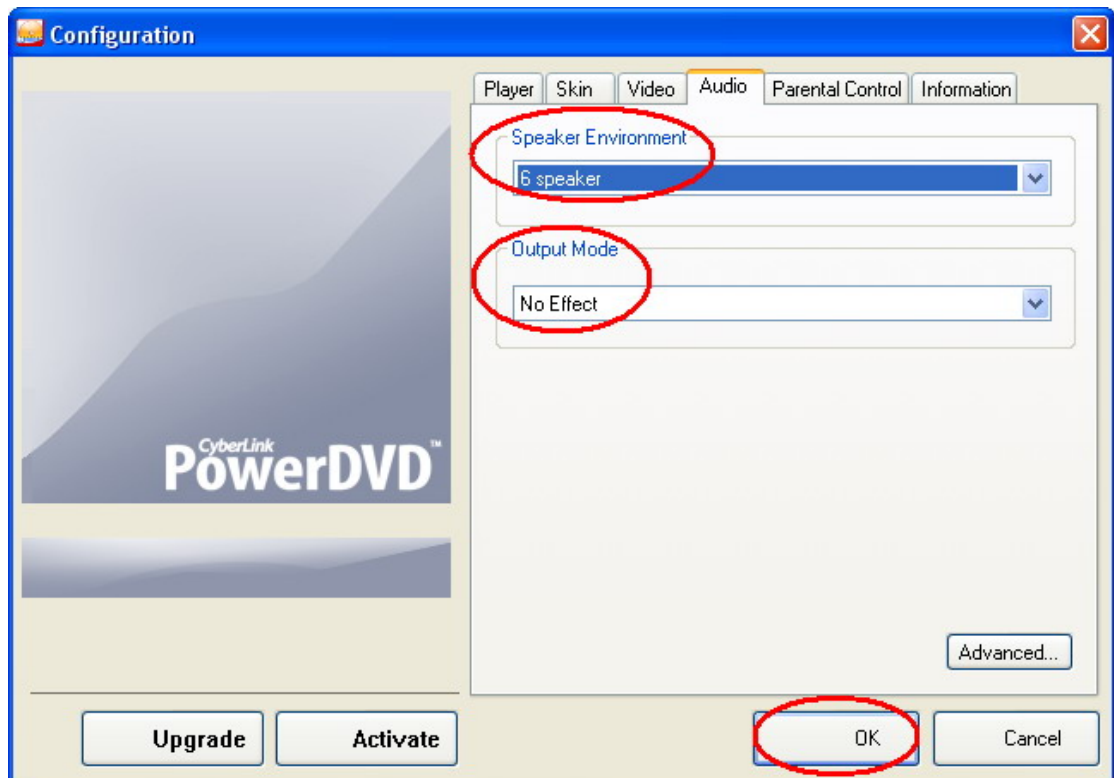 Configuration
Player Skin Video Audio Parental Control Information
Speaker Environment
6 speaker
Output Mode
No Effect
CyberLink
PowerDVD™
Advanced...
Upgrade Activate OK Cancel